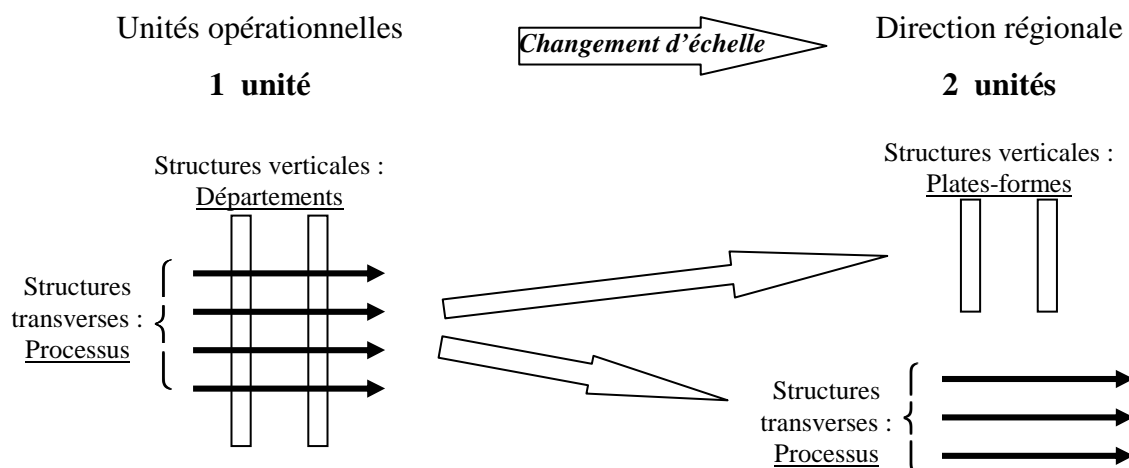 Unités opérationnelles
1 unité
Changement d’échelle
Direction régionale
2 unités
Structures verticales :
Départements
Structures
transverses :
Processus
Structures verticales :
Plates-formes
Structures
transverses :
Processus